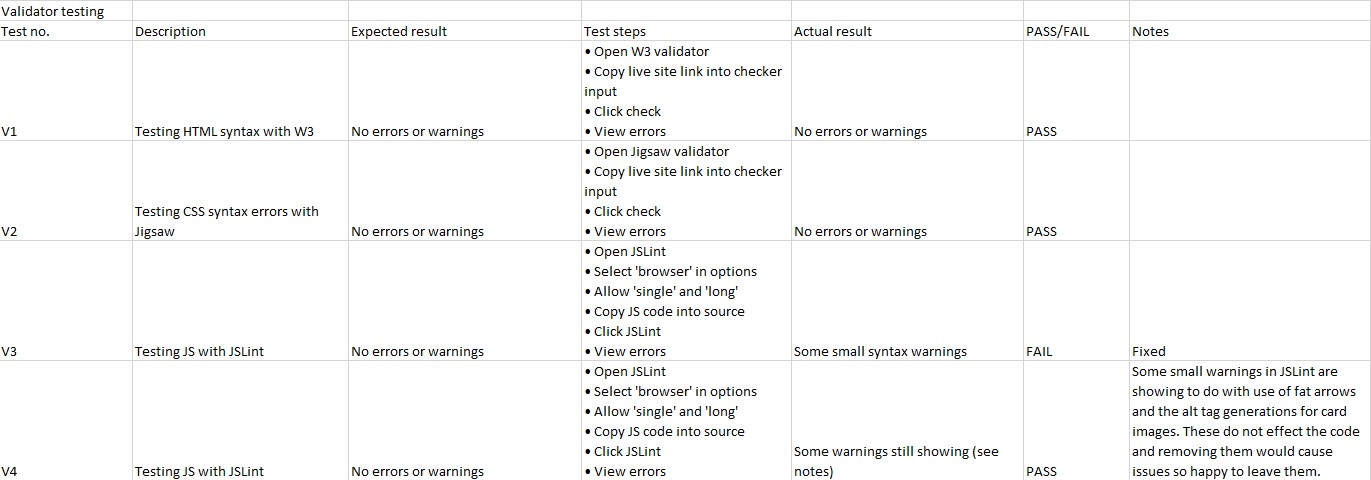 Validator testing
Test no. Description Expected result Test steps Actual result PASS/FAIL Notes
• Open W3 validator
• Copy live site link into checker
input
• Click check
V1 Testing HTML syntax with W3 No errors or warnings • View errors No errors or warnings PASS
• Open Jigsaw validator
• Copy live site link into checker
input
Testing CSS syntax errors with • Click check
V2 Jigsaw No errors or warnings • View errors No errors or warnings PASS
• Open JSLint
• Select 'browser' in options
• Allow 'single' and 'long'
• Copy JS code into source
• Click JSLint
V3 Testing JS with JSLint No errors or warnings • View errors Some small syntax warnings FAIL Fixed
• Open JSLint Some small warnings in JSLint are
• Select 'browser' in options showing to do with use of fat arrows
• Allow 'single' and 'long' and the alt tag generations for card
• Copy JS code into source images. These do not effect the code
• Click JSLint Some warnings still showing (see and removing them would cause
V4 Testing JS with JSLint No errors or warnings • View errors notes) PASS issues so happy to leave them.